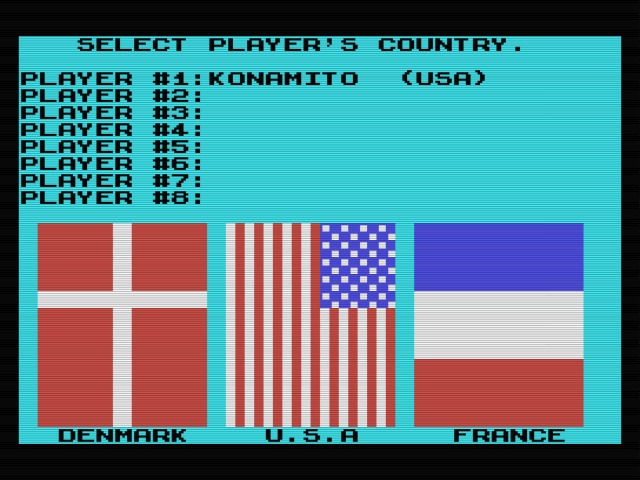 SELECT PLAYER'S COUNTRY.
PLAYER #1:KONAMITO (USA)
PLAYER #2:
PLAYER #3:
PLAYER #4:
PLAYER #5:
PLAYER #6:
PLAYER #7:
PLAYER #8:
DENMARK U.S.A FRANCE